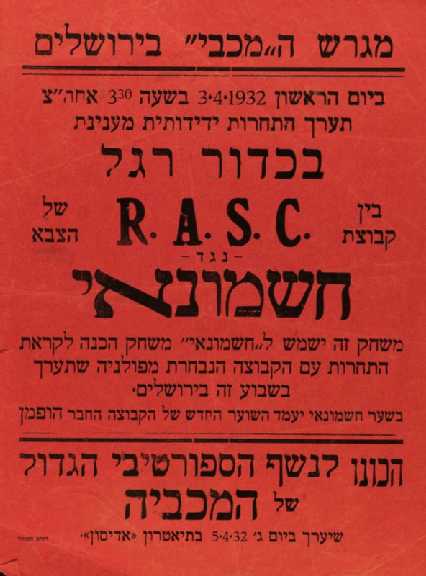 מגרש ה„מכבי" בירושלים
ביום הראשון 3·4·1932 בשעה 3³⁰ אחה"צ
תערך התחרות ידידותית מענינת
בכדור רגל
בין קבוצת R. A. S. C. של הצבא
– נגד –
חשמונאי
משחק זה ישמש ל„חשמונאי" משחק הכנה לקראת
התחרות עם הקבוצה הנבחרת מפולניה שתערך
בשבוע זה בירושלים.
בשער חשמונאי יעמד השוער החדש של הקבוצה החבר הופמן
הכונו לנשף הספורטיבי הגדול
של המכביה
שיערך ביום ג' 5·4·32 בתיאטרון «אדיסון».